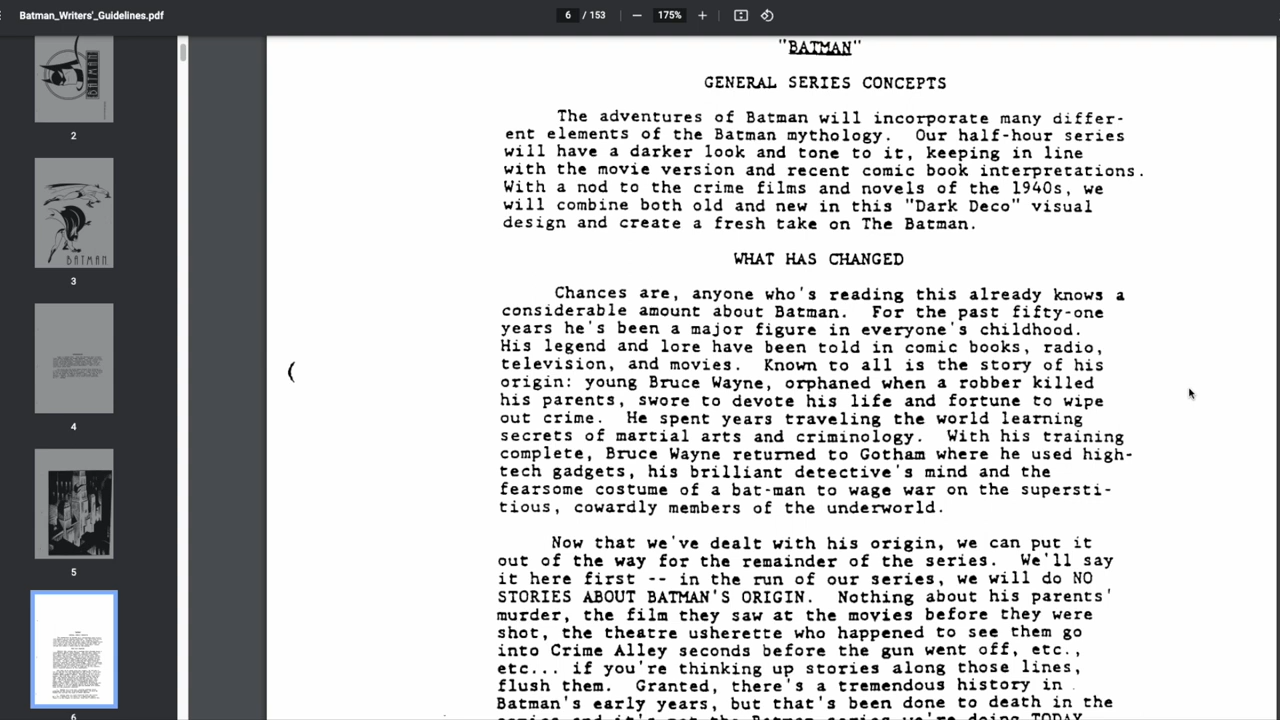 Batman_Writers'_Guidelines.pdf
6 / 153
175%
"BATMAN"
GENERAL SERIES CONCEPTS
The adventures of Batman will incorporate many differ-
ent elements of the Batman mythology. Our half-hour series
will have a darker look and tone to it, keeping in line
with the movie version and recent comic book interpretations.
With a nod to the crime films and novels of the 1940s, we
will combine both old and new in this "Dark Deco" visual
design and create a fresh take on The Batman.
WHAT HAS CHANGED
Chances are, anyone who's reading this already knows a
considerable amount about Batman. For the past fifty-one
years he's been a major figure in everyone's childhood.
His legend and lore have been told in comic books, radio,
television, and movies. Known to all is the story of his
origin: young Bruce Wayne, orphaned when a robber killed
his parents, swore to devote his life and fortune to wipe
out crime. He spent years traveling the world learning
secrets of martial arts and criminology. With his training
complete, Bruce Wayne returned to Gotham where he used high-
tech gadgets, his brilliant detective's mind and the
fearsome costume of a bat-man to wage war on the supersti-
tious, cowardly members of the underworld.
Now that we've dealt with his origin, we can put it
out of the way for the remainder of the series. We'll say
it here first -- in the run of our series, we will do NO
STORIES ABOUT BATMAN'S ORIGIN. Nothing about his parents'
murder, the film they saw at the movies before they were
shot, the theatre usherette who happened to see them go
into Crime Alley seconds before the gun went off, etc.,
etc... if you're thinking up stories along those lines,
flush them. Granted, there's a tremendous history in
Batman's early years, but that's been done to death in the
comics and it's not the Batman series we're doing TODAY.
BATMAN
2
BATMAN
3
4
5
6